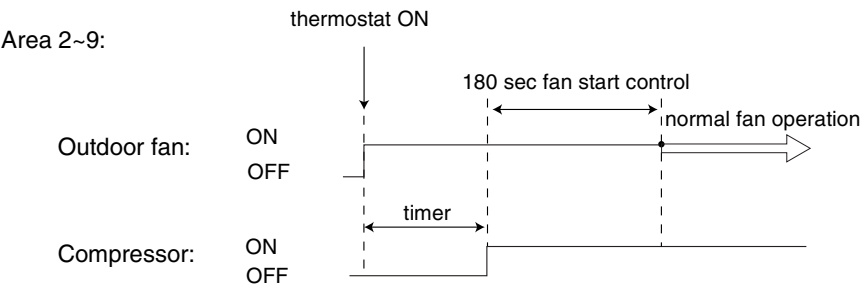 thermostat ON
Area 2~9:
180 sec fan start control
normal fan operation
Outdoor fan:
ON
OFF
timer
Compressor:
ON
OFF